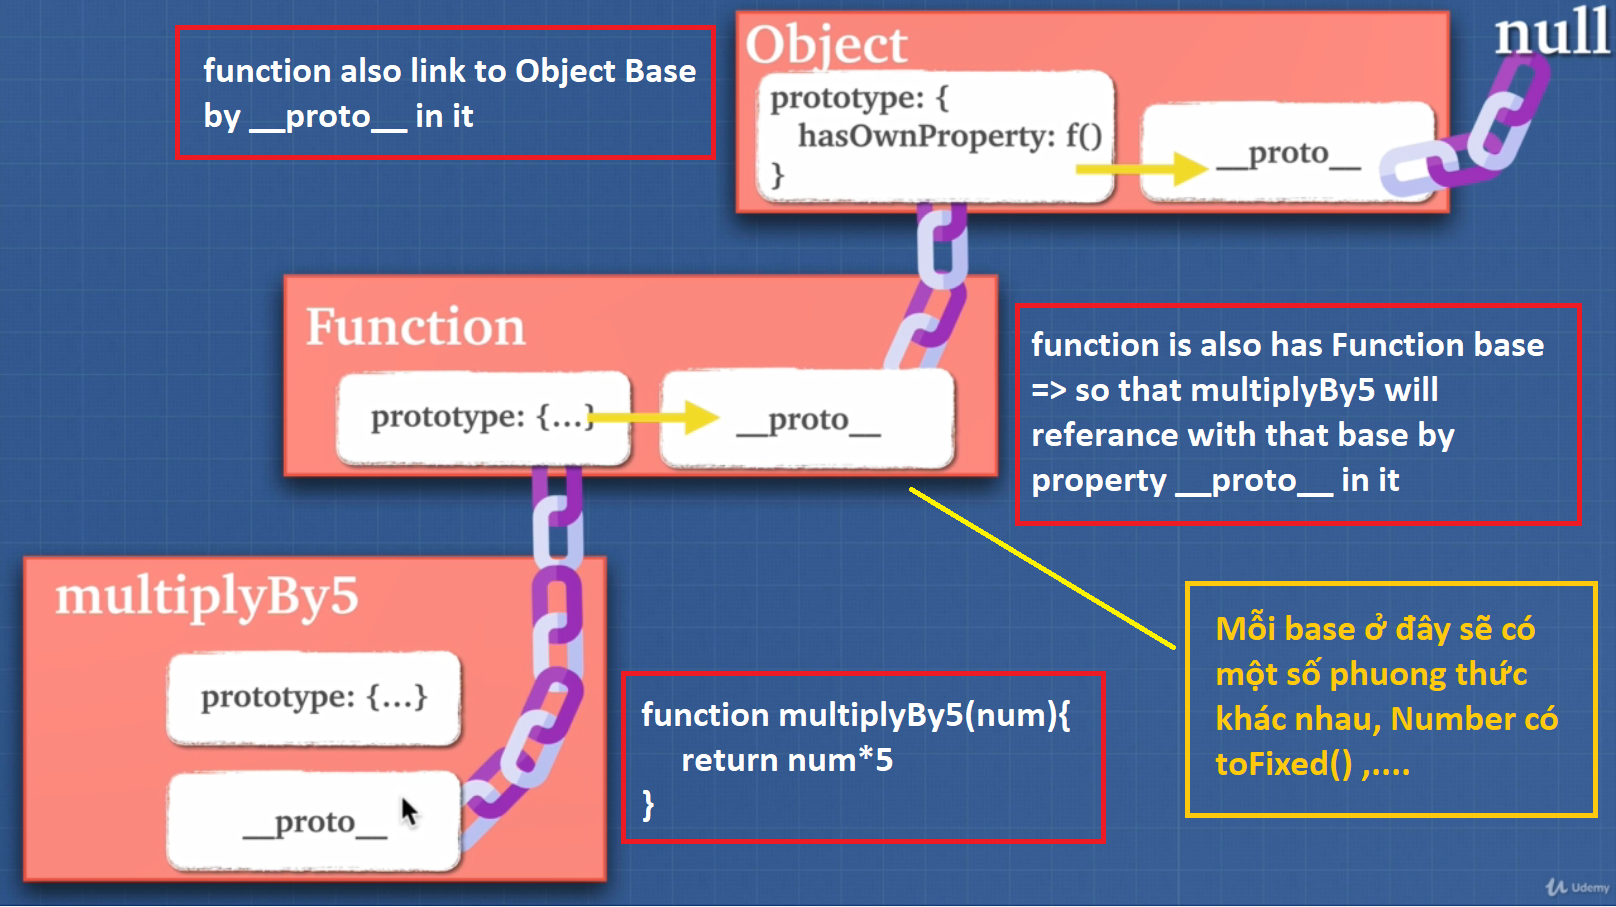 function also link to Object Base
by __proto__ in it
Object
prototype: {
hasOwnProperty: f()
}
__proto__
null
Function
prototype: {...}
__proto__
function is also has Function base
=> so that multiplyBy5 will
referance with that base by
property __proto__ in it
multiplyBy5
prototype: {...}
__proto__
function multiplyBy5(num){
return num*5
}
Mỗi base ở đây sẽ có
một số phuong thức
khác nhau, Number có
toFixed() ,....
Udemy